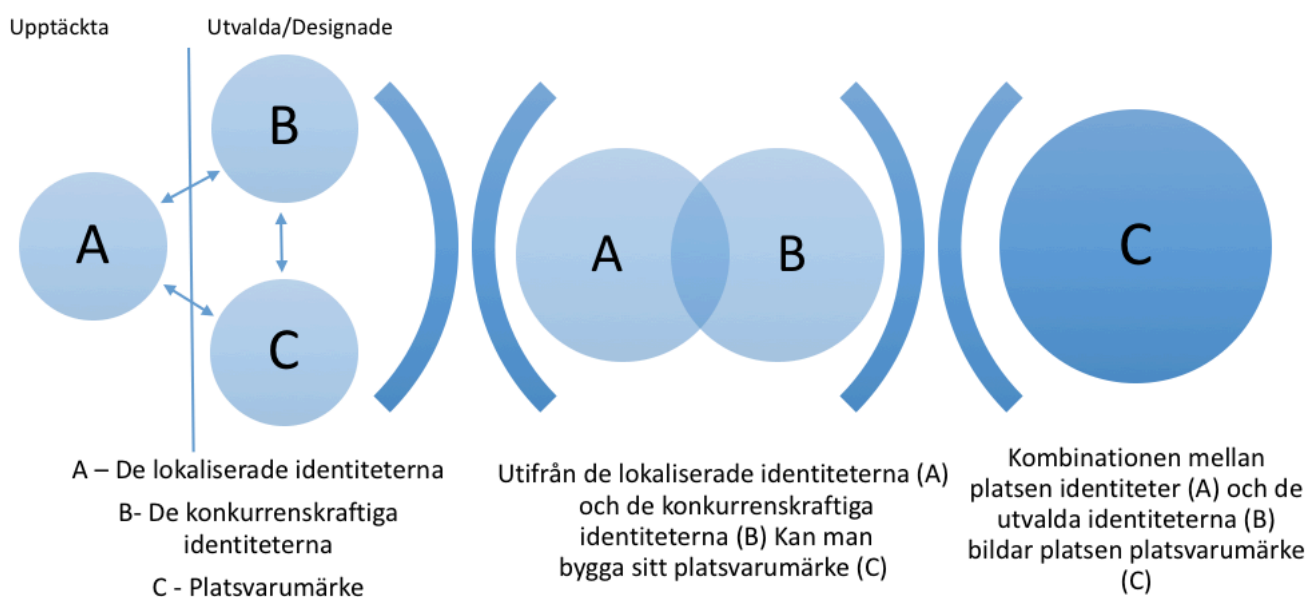 Upptäckta
Utvalda/Designade
A
B
C
A – De lokaliserade identiteterna
B- De konkurrenskraftiga
identiteterna
C - Platsvarumärke
A
B
Utifrån de lokaliserade identiteterna (A)
och de konkurrenskraftiga
identiteterna (B) Kan man
bygga sitt platsvarumärke (C)
C
Kombinationen mellan
platsen identiteter (A) och de
utvalda identiteterna (B)
bildar platsen platsvarumärke
(C)